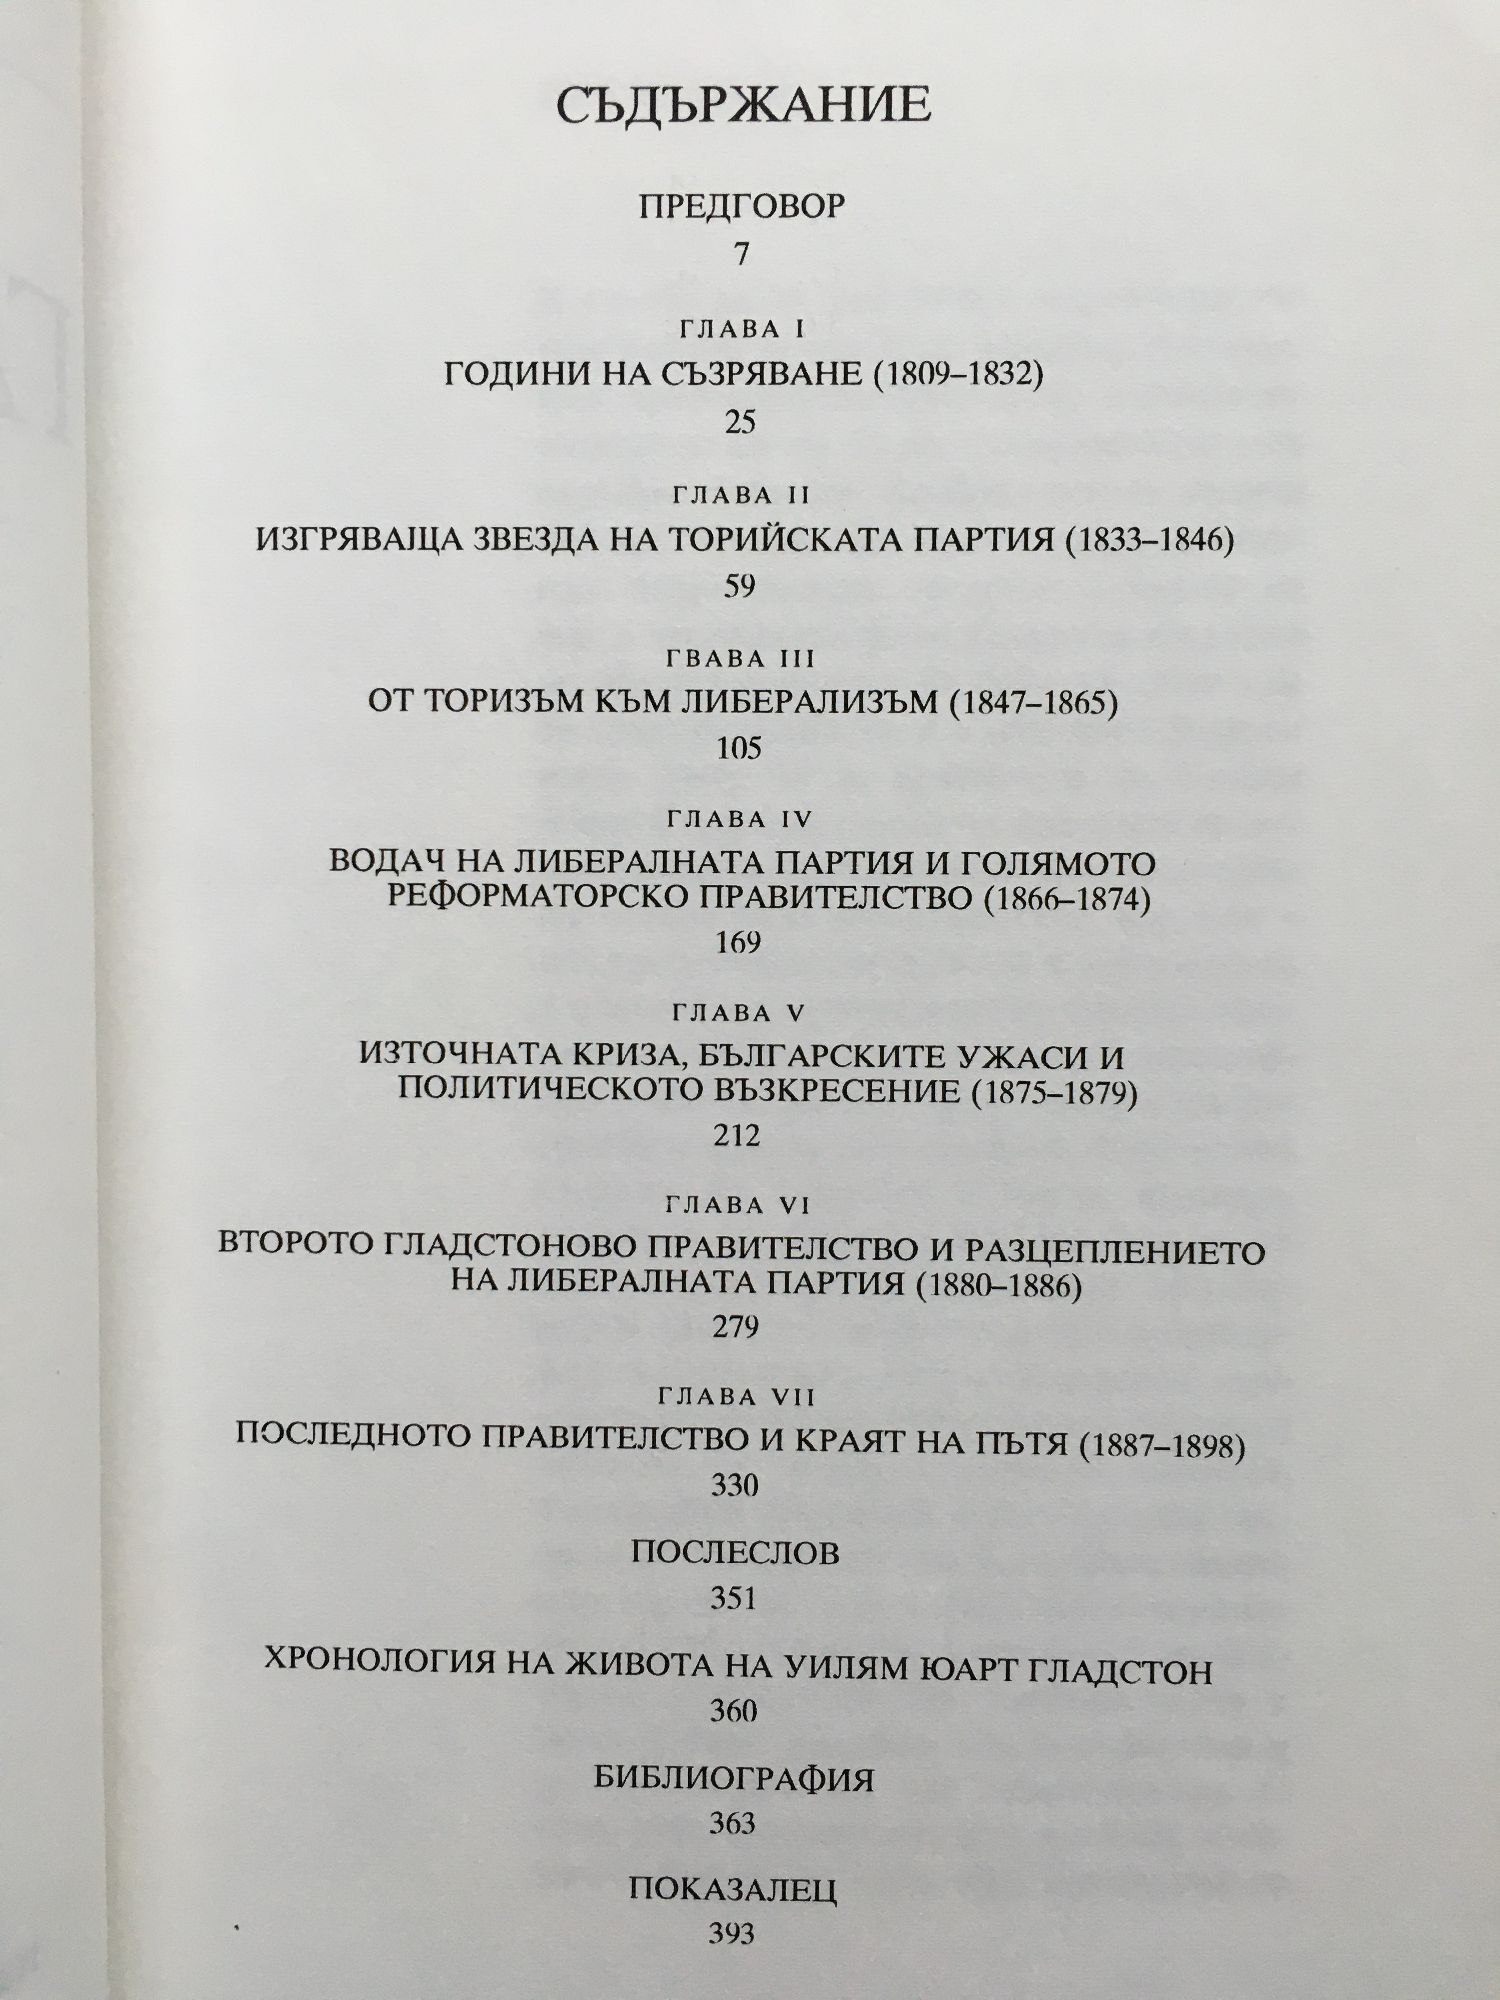 СЪДЪРЖАНИЕ
ПРЕДГОВОР
7
ГЛАВА I
ГОДИНИ НА СЪЗРЯВАНЕ (1809–1832)
25
ГЛАВА II
ИЗГРЯВАЩА ЗВЕЗДА НА ТОРИЙСКАТА ПАРТИЯ (1833–1846)
59
ГВАВА III
ОТ ТОРИЗЪМ КЪМ ЛИБЕРАЛИЗЪМ (1847–1865)
105
ГЛАВА IV
ВОДАЧ НА ЛИБЕРАЛНАТА ПАРТИЯ И ГОЛЯМОТО
РЕФОРМАТОРСКО ПРАВИТЕЛСТВО (1866–1874)
169
ГЛАВА V
ИЗТОЧНАТА КРИЗА, БЪЛГАРСКИТЕ УЖАСИ И
ПОЛИТИЧЕСКОТО ВЪЗКРЕСЕНИЕ (1875–1879)
212
ГЛАВА VI
ВТОРОТО ГЛАДСТОНОВО ПРАВИТЕЛСТВО И РАЗЦЕПЛЕНИЕТО
НА ЛИБЕРАЛНАТА ПАРТИЯ (1880–1886)
279
ГЛАВА VII
ПОСЛЕДНОТО ПРАВИТЕЛСТВО И КРАЯТ НА ПЪТЯ (1887–1898)
330
ПОСЛЕСЛОВ
351
ХРОНОЛОГИЯ НА ЖИВОТА НА УИЛЯМ ЮАРТ ГЛАДСТОН
360
БИБЛИОГРАФИЯ
363
ПОКАЗАЛЕЦ
393